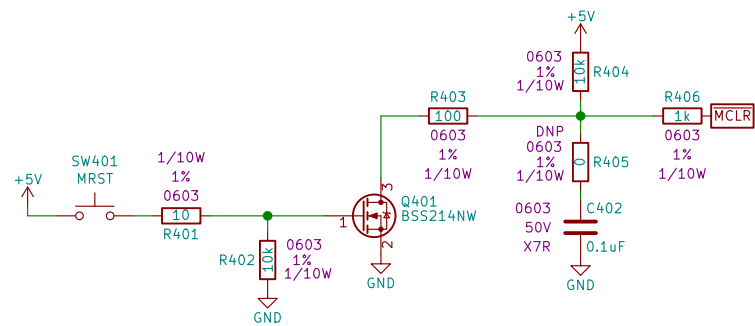 +5V
SW401
MRST
1/10W
1%
0603
10
R401
R402
10k
0603
1%
1/10W
GND
1
3
2
Q401
BSS214NW
GND
R403
100
0603
1%
1/10W
+5V
0603
1%
1/10W
10k
R404
DNP
0603
1%
1/10W
0
R405
0603
50V
X7R
C402
0.1uF
GND
R406
1k
0603
1%
1/10W
MCLR